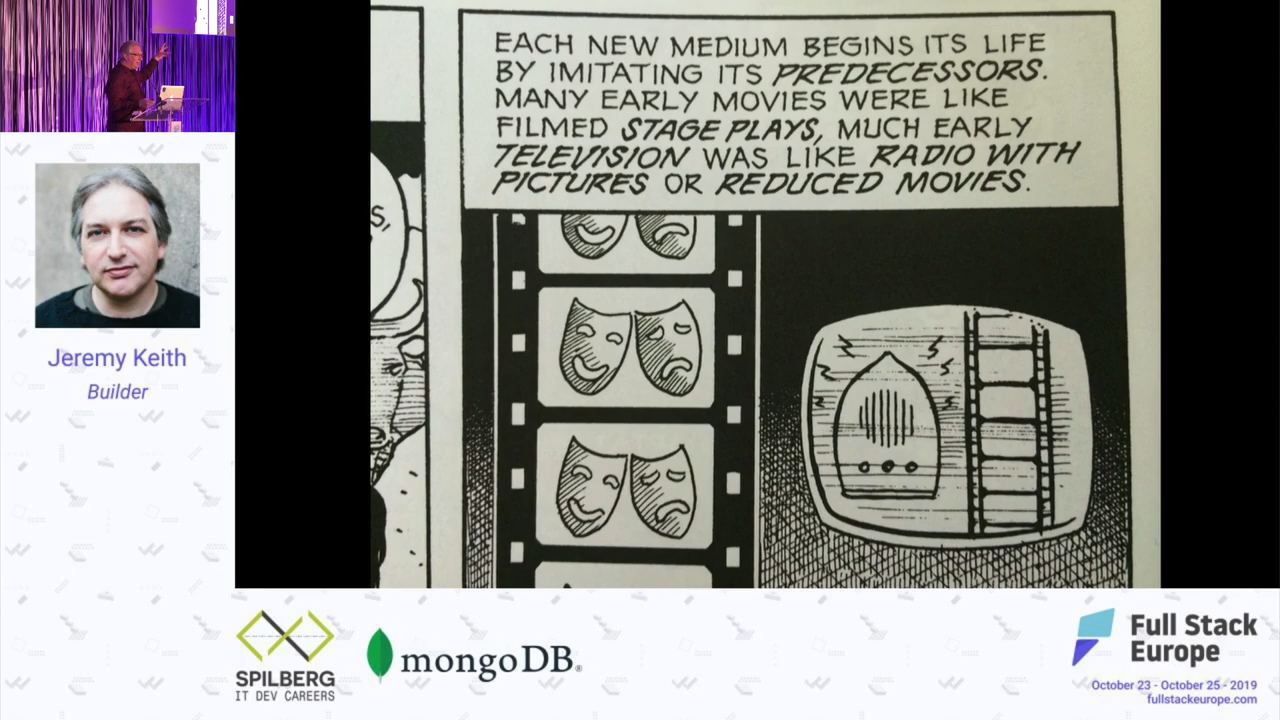 EACH NEW MEDIUM BEGINS ITS LIFE
BY IMITATING ITS PREDECESSORS.
MANY EARLY MOVIES WERE LIKE
FILMED STAGE PLAYS, MUCH EARLY
TELEVISION WAS LIKE RADIO WITH
PICTURES OR REDUCED MOVIES.
S,
Jeremy Keith
Builder
SPILBERG
IT DEV CAREERS
mongoDB®
Full Stack
Europe
October 23 - October 25 - 2019
fullstackeurope.com